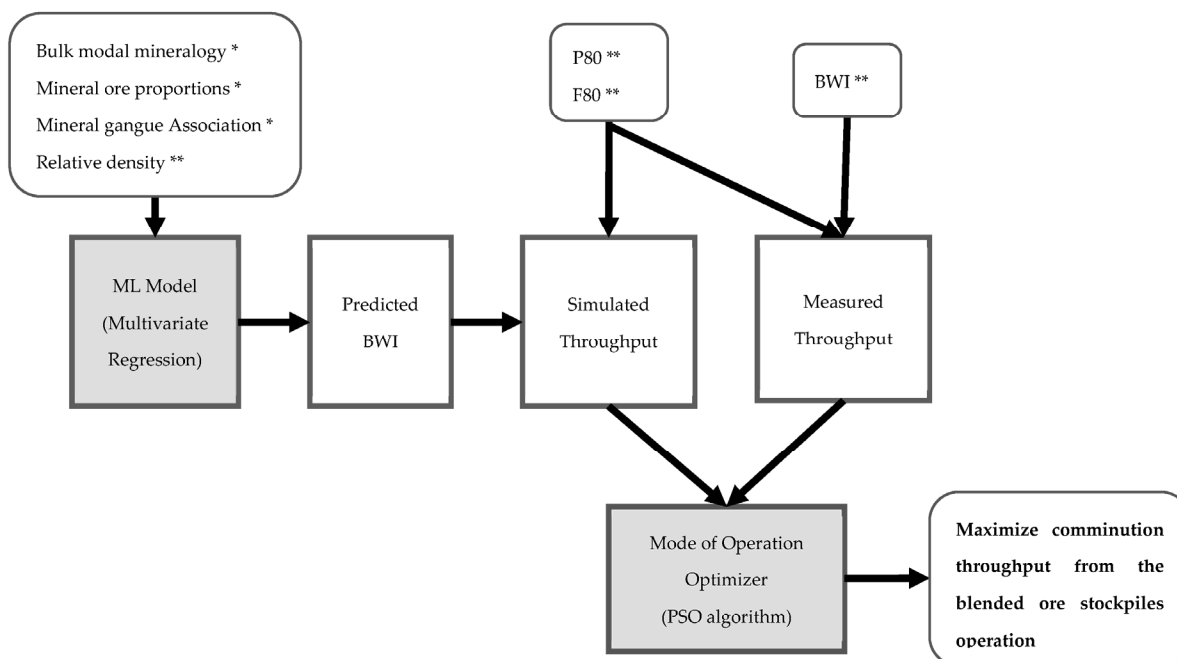 Bulk modal mineralogy *
Mineral ore proportions *
Mineral gangue Association *
Relative density **
P80 **
F80 **
BWI **
ML Model
(Multivariate
Regression)
Predicted
BWI
Simulated
Throughput
Measured
Throughput
Mode of Operation
Optimizer
(PSO algorithm)
Maximize comminution
throughput from the
blended ore stockpiles
operation